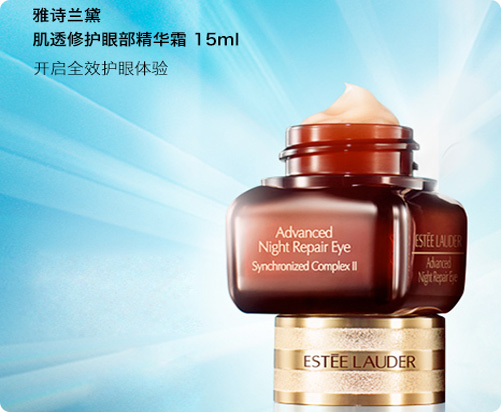 雅诗兰黛
肌透修护眼部精华霜 15ml
开启全效护眼体验
Advanced
Night Repair Eye
Synchronized Complex II
ESTĒE LAUDER
Advanced
Night Repair Eye
ESTĒE LAUDER